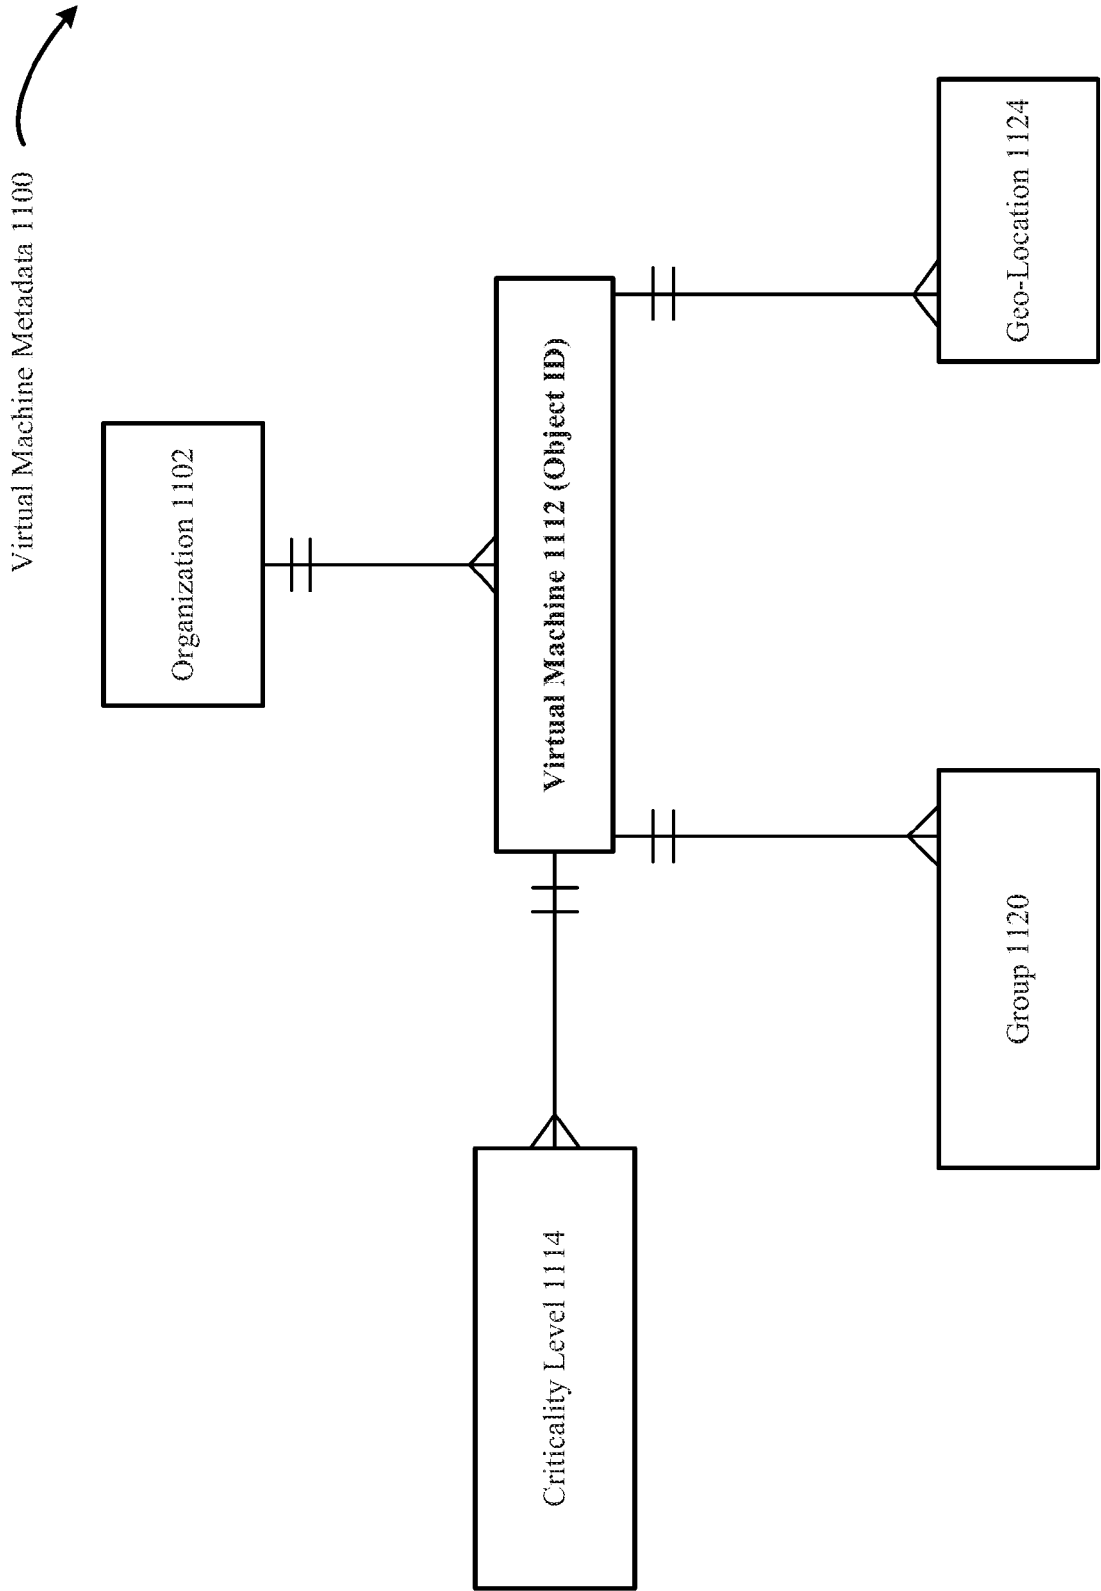 Virtual Machine Metadata 1100
Organization 1102
Virtual Machine 1112 (Object ID)
Criticality Level 1114
Group 1120
Geo-Location 1124